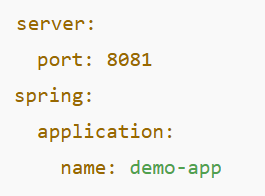 server:
  port: 8081
spring:
  application:
    name: demo-app